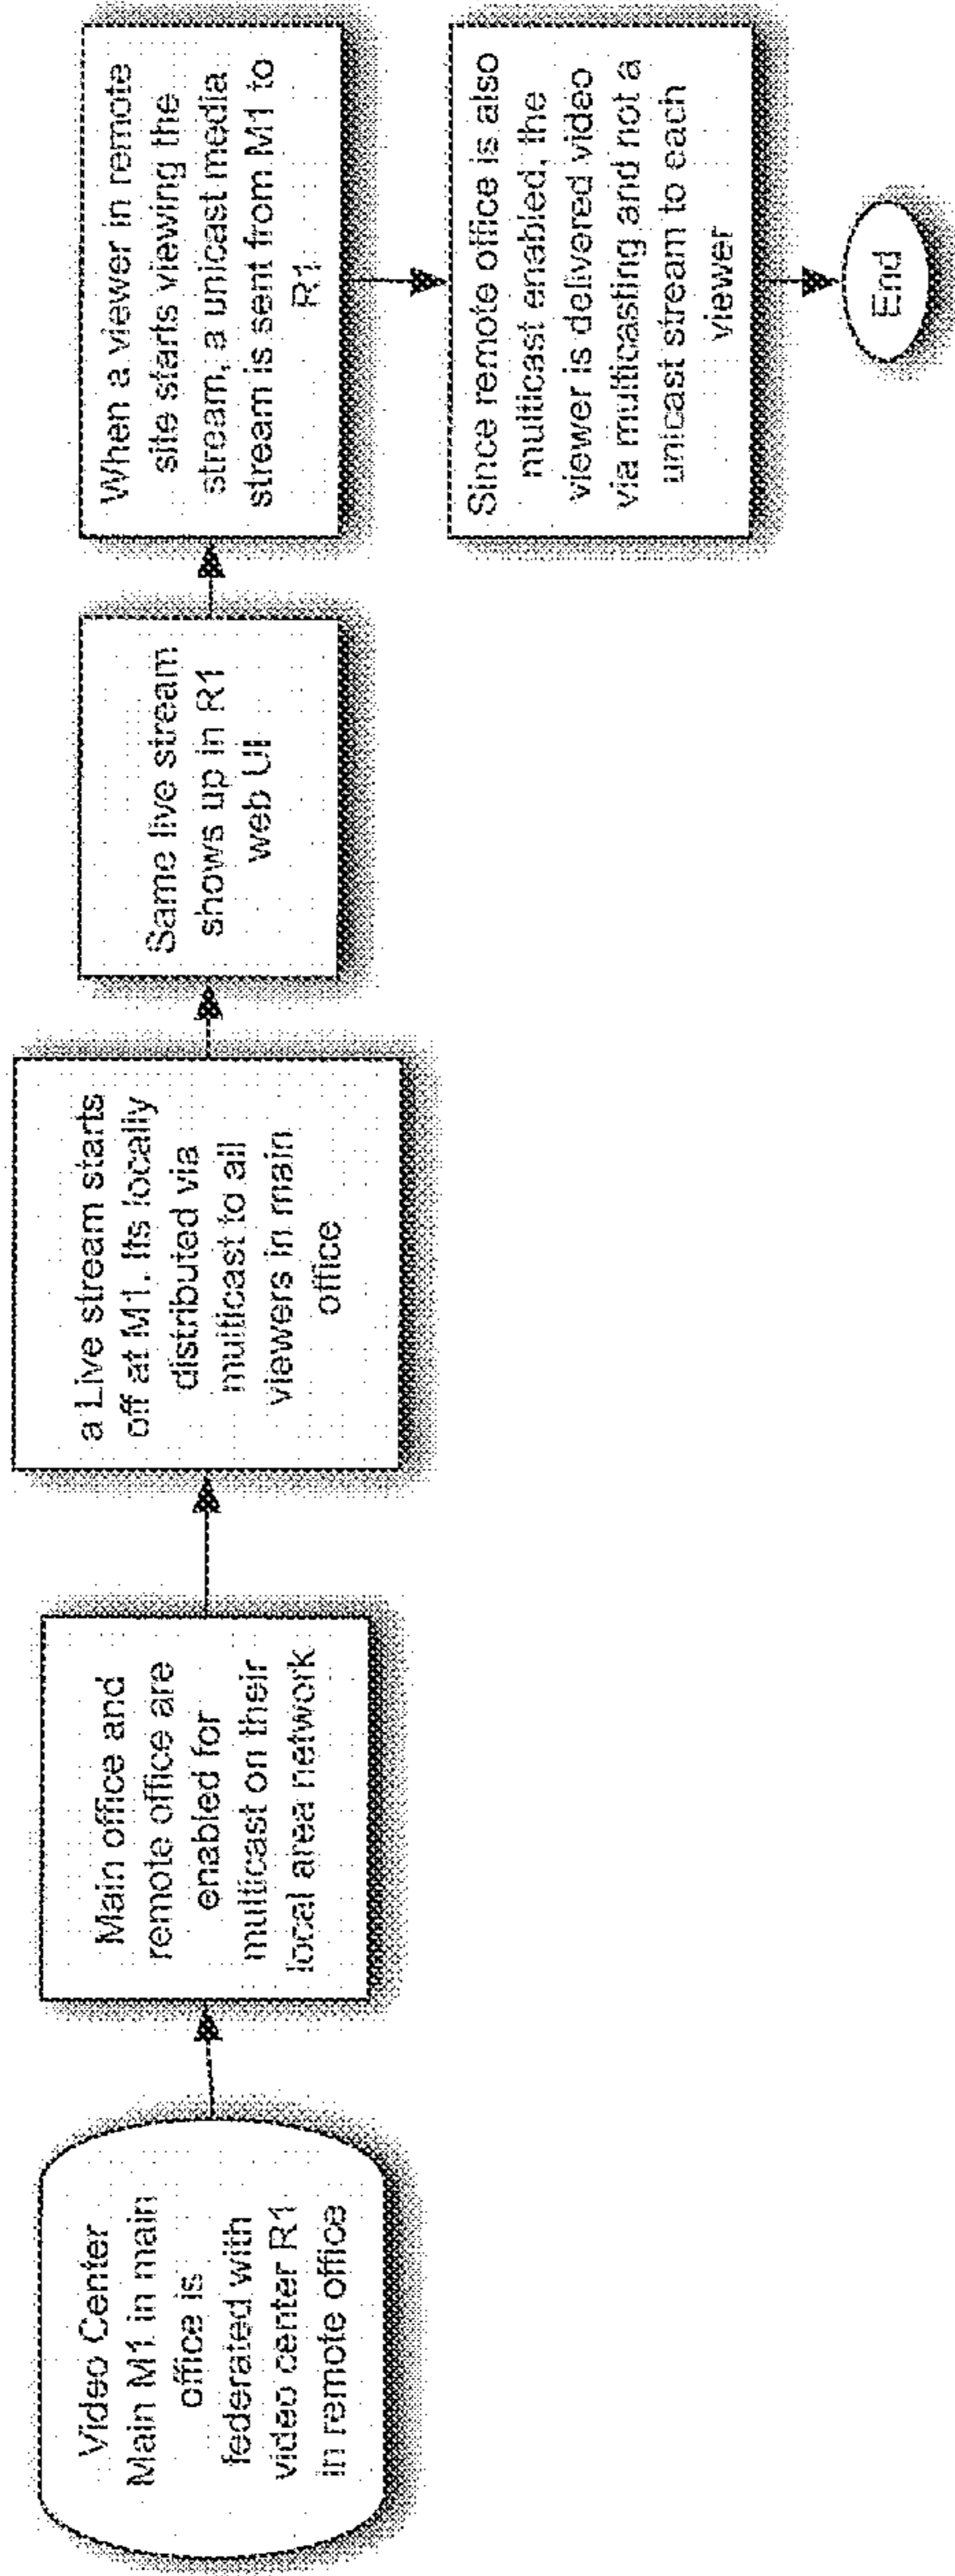 Video Center
Main M1 in main
office is
federated with
video center R1
in remote office
Main office and
remote office are
enabled for
multicast on their
local area network
a Live stream starts
off at M1. Its locally
distributed via
multicast to all
viewers in main
office
Same live stream
shows up in R1
web UI
When a viewer in remote
site starts viewing the
stream, a unicast media
stream is sent from M1 to
R1
Since remote office is also
multicast enabled, the
viewer is delivered video
via multicasting and not a
unicast stream to each
viewer
End